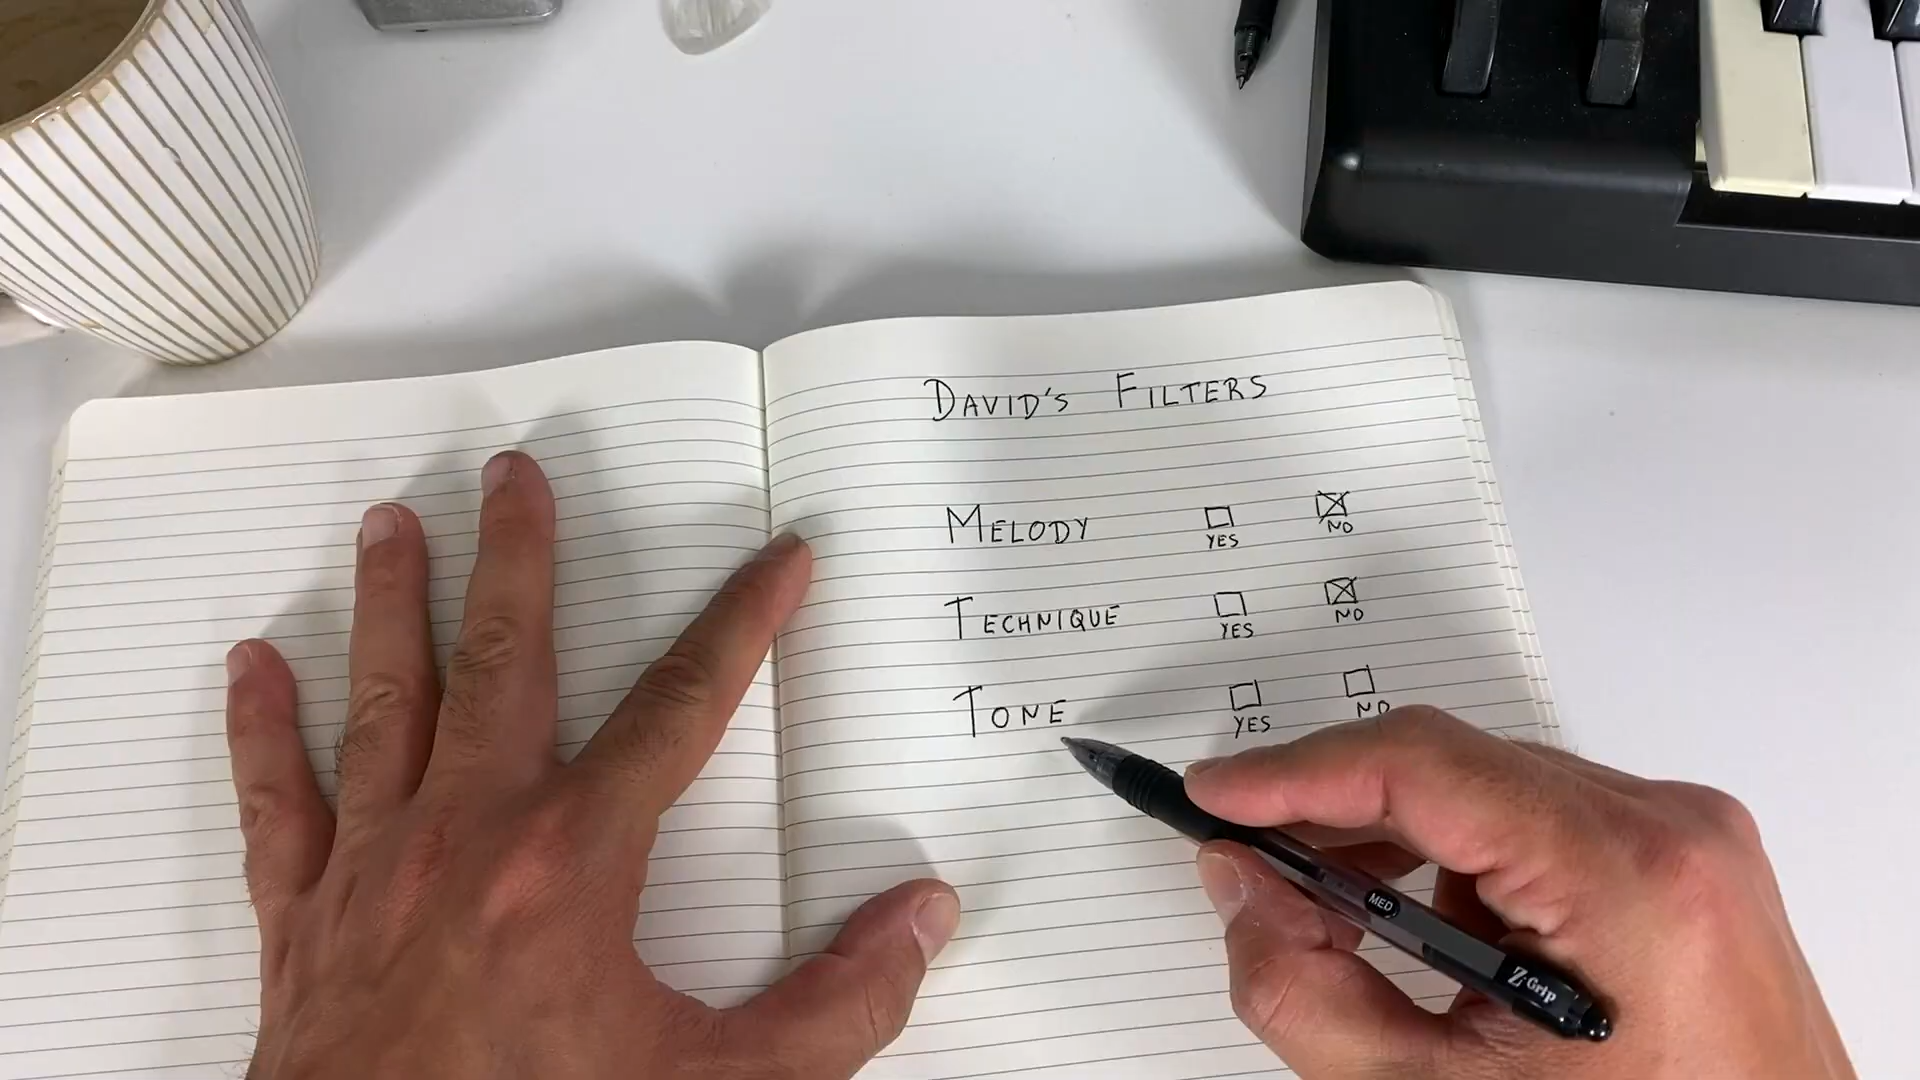 DAVID'S FILTERS
MELODY
YES
NO
TECHNIQUE
YES
NO
TONE
YES
NO
MED
Z-Grip